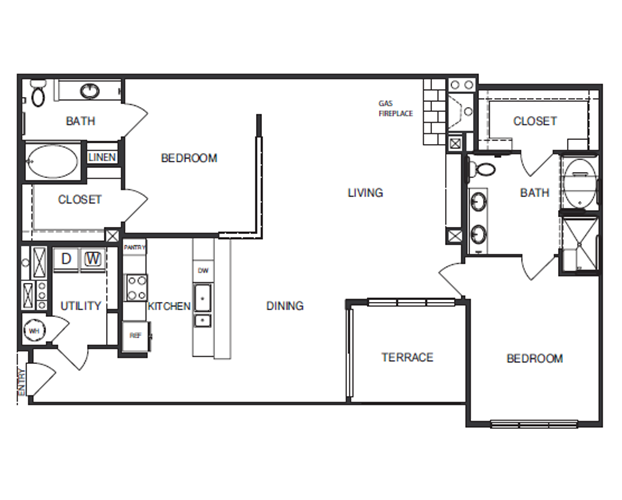 GAS
FIREPLACE
BATH
CLOSET
LINEN
BEDROOM
LIVING
BATH
CLOSET
PANTRY
D
W
DW
UTILITY
KITCHEN
DINING
WH
REF
TERRACE
BEDROOM
ENTRY